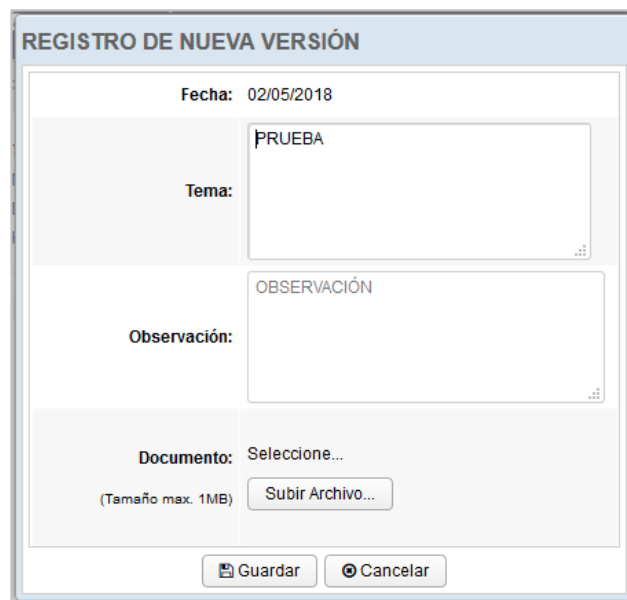 REGISTRO DE NUEVA VERSIÓN
Fecha: 02/05/2018
Tema: PRUEBA
Observación: OBSERVACIÓN
Documento: Seleccione...
(Tamaño max. 1MB) Subir Archivo...
Guardar Cancelar